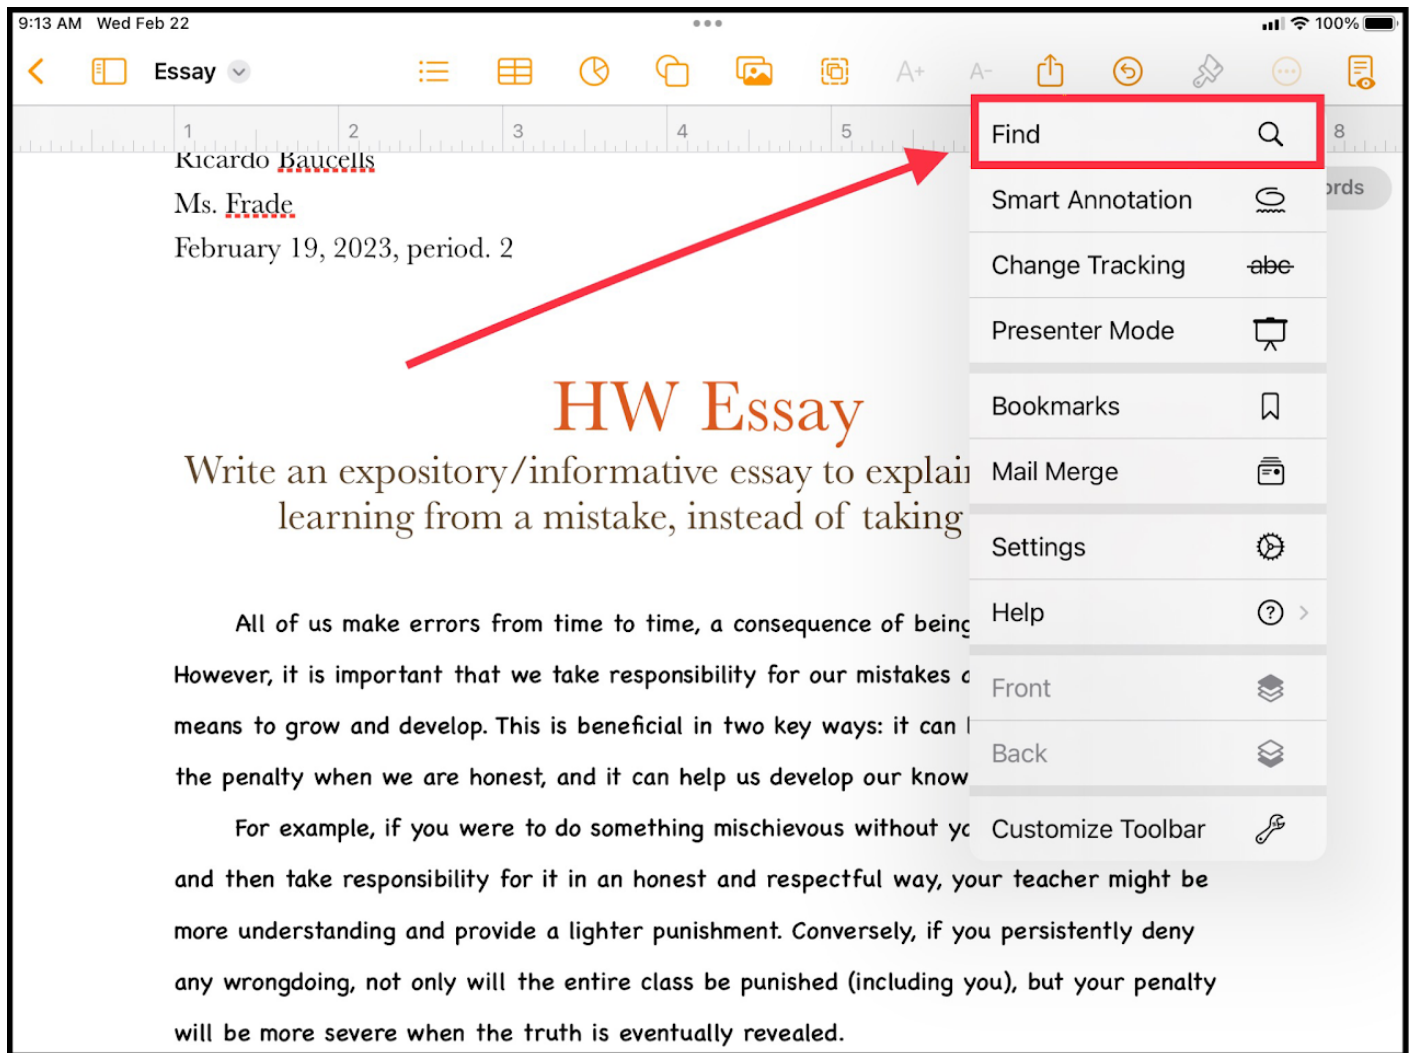 9:13 AM Wed Feb 22
100%
Essay
A+ A-
1 2 3 4 5 8
Ricardo Baucells
Ms. Frade
February 19, 2023, period. 2
HW Essay
Write an expository/informative essay to explain
learning from a mistake, instead of taking
All of us make errors from time to time, a consequence of being
However, it is important that we take responsibility for our mistakes
means to grow and develop. This is beneficial in two key ways: it can
the penalty when we are honest, and it can help us develop our know
For example, if you were to do something mischievous without
and then take responsibility for it in an honest and respectful way, your teacher might be
more understanding and provide a lighter punishment. Conversely, if you persistently deny
any wrongdoing, not only will the entire class be punished (including you), but your penalty
will be more severe when the truth is eventually revealed.
Find
Smart Annotation
Change Tracking
abc
Presenter Mode
Bookmarks
Mail Merge
Settings
Help
Front
Back
Customize Toolbar